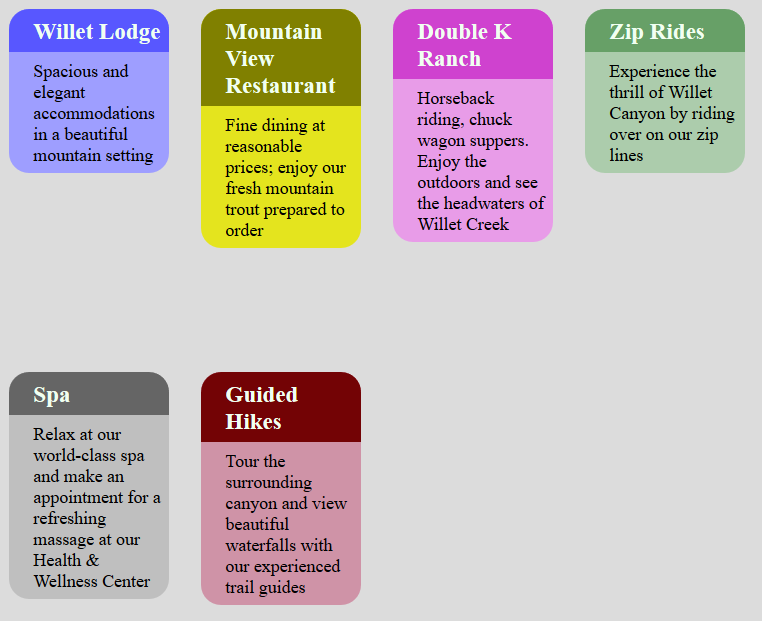 Willet Lodge
Spacious and
elegant
accommodations
in a beautiful
mountain setting
Mountain
View
Restaurant
Fine dining at
reasonable
prices; enjoy our
fresh mountain
trout prepared to
order
Double K
Ranch
Horseback
riding, chuck
wagon suppers.
Enjoy the
outdoors and see
the headwaters of
Willet Creek
Zip Rides
Experience the
thrill of Willet
Canyon by riding
over on our zip
lines
Spa
Relax at our
world-class spa
and make an
appointment for a
refreshing
massage at our
Health &
Wellness Center
Guided
Hikes
Tour the
surrounding
canyon and view
beautiful
waterfalls with
our experienced
trail guides